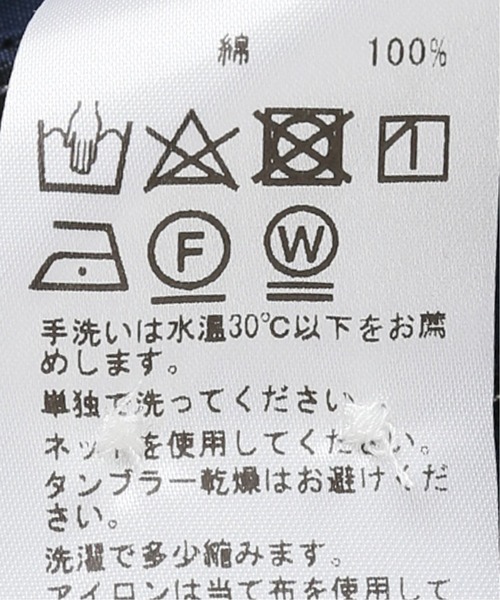 綿 100%
F W
手洗いは水温30℃以下をお薦
めします。
単独で洗ってください。
ネットを使用してください。
タンブラー乾燥はお避けくだ
さい。
洗濯で多少縮みます。
アイロンは当て布を使用して